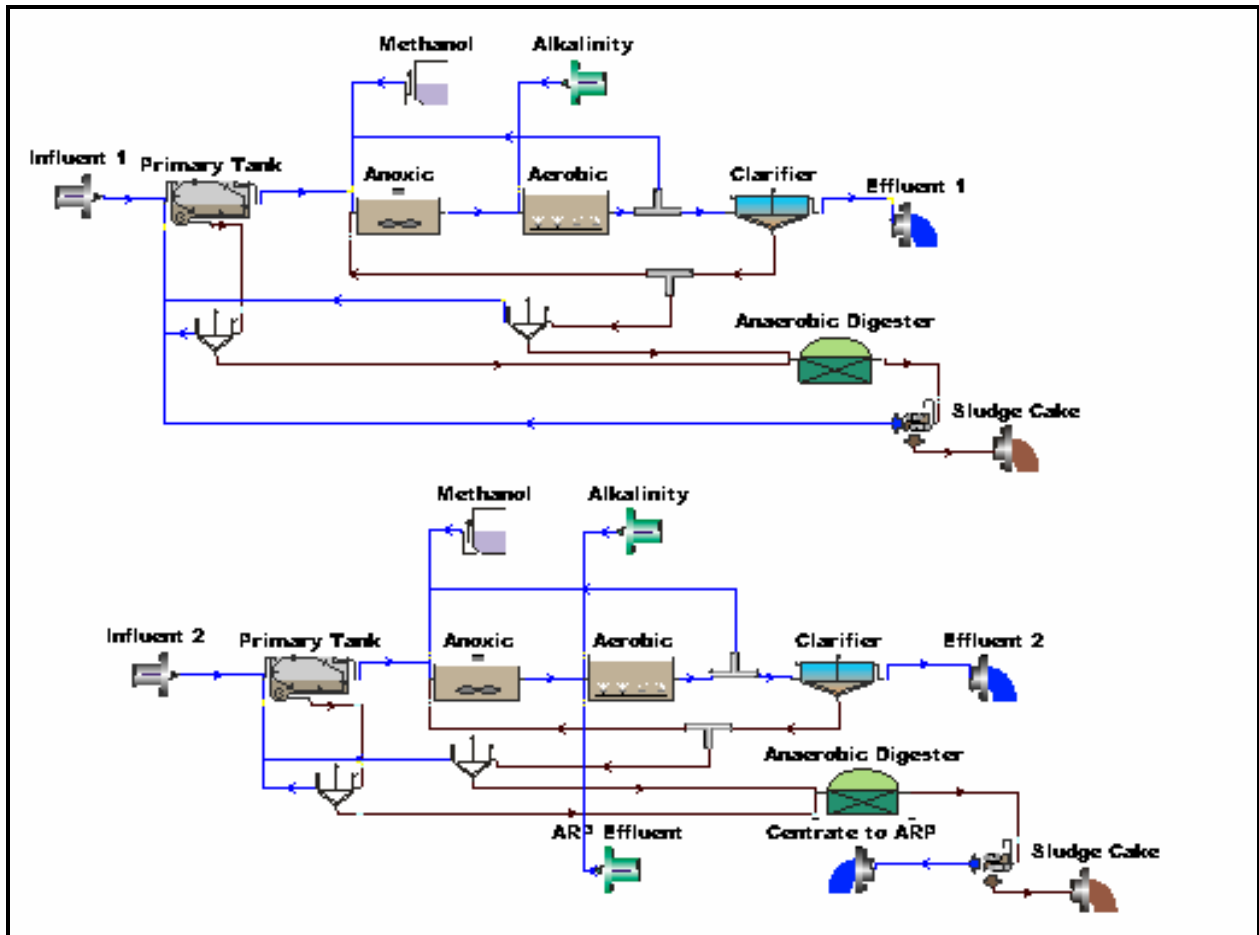 Methanol
Alkalinity
Influent 1
Primary Tank
Anoxic
Aerobic
Clarifier
Effluent 1
Anaerobic Digester
Sludge Cake
Methanol
Alkalinity
Influent 2
Primary Tank
Anoxic
Aerobic
Clarifier
Effluent 2
Anaerobic Digester
ARP Effluent
Centrate to ARP
Sludge Cake